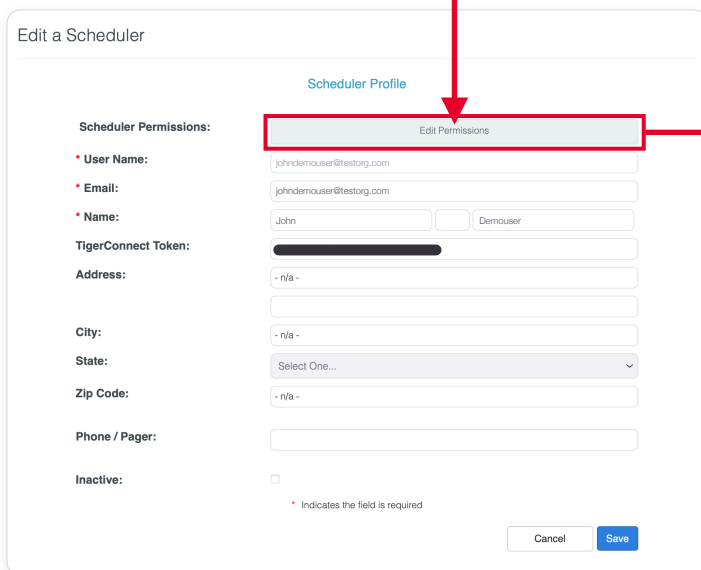 Edit a Scheduler
Scheduler Profile
Scheduler Permissions: Edit Permissions
* User Name: johndemouser@testorg.com
* Email: johndemouser@testorg.com
* Name: John Demouser
TigerConnect Token:
Address: - n/a -
City: - n/a -
State: Select One...
Zip Code: - n/a -
Phone / Pager:
Inactive:
* Indicates the field is required
Cancel Save